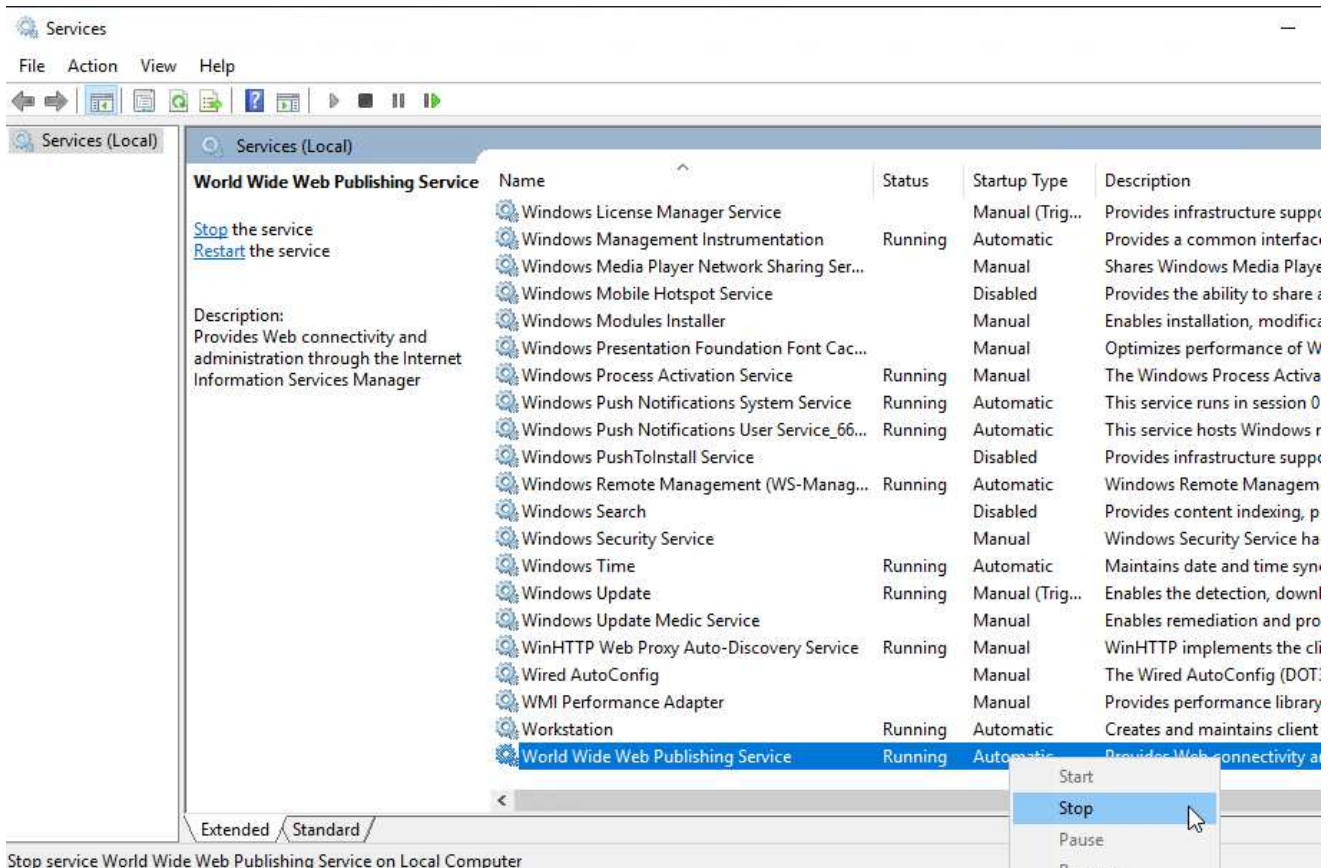 Services
File Action View Help
Services (Local)
Services (Local)
World Wide Web Publishing Service
Stop the service
Restart the service
Description:
Provides Web connectivity and
administration through the Internet
Information Services Manager
Name Status Startup Type Description
Windows License Manager Service Manual (Trig... Provides infrastructure suppo
Windows Management Instrumentation Running Automatic Provides a common interface
Windows Media Player Network Sharing Ser... Manual Shares Windows Media Playe
Windows Mobile Hotspot Service Disabled Provides the ability to share a
Windows Modules Installer Manual Enables installation, modifica
Windows Presentation Foundation Font Cac... Manual Optimizes performance of W
Windows Process Activation Service Running Manual The Windows Process Activa
Windows Push Notifications System Service Running Automatic This service runs in session 0
Windows Push Notifications User Service_66... Running Automatic This service hosts Windows
Windows PushToInstall Service Disabled Provides infrastructure suppo
Windows Remote Management (WS-Manag... Running Automatic Windows Remote Managem
Windows Search Disabled Provides content indexing, p
Windows Security Service Manual Windows Security Service ha
Windows Time Running Automatic Maintains date and time syn
Windows Update Running Manual (Trig... Enables the detection, down
Windows Update Medic Service Manual Enables remediation and pro
WinHTTP Web Proxy Auto-Discovery Service Running Manual WinHTTP implements the cli
Wired AutoConfig Manual The Wired AutoConfig (DOT3
WMI Performance Adapter Manual Provides performance library
Workstation Running Automatic Creates and maintains client
World Wide Web Publishing Service Running Automatic Provides Web connectivity a
Start
Stop
Pause
Extended Standard
Stop service World Wide Web Publishing Service on Local Computer